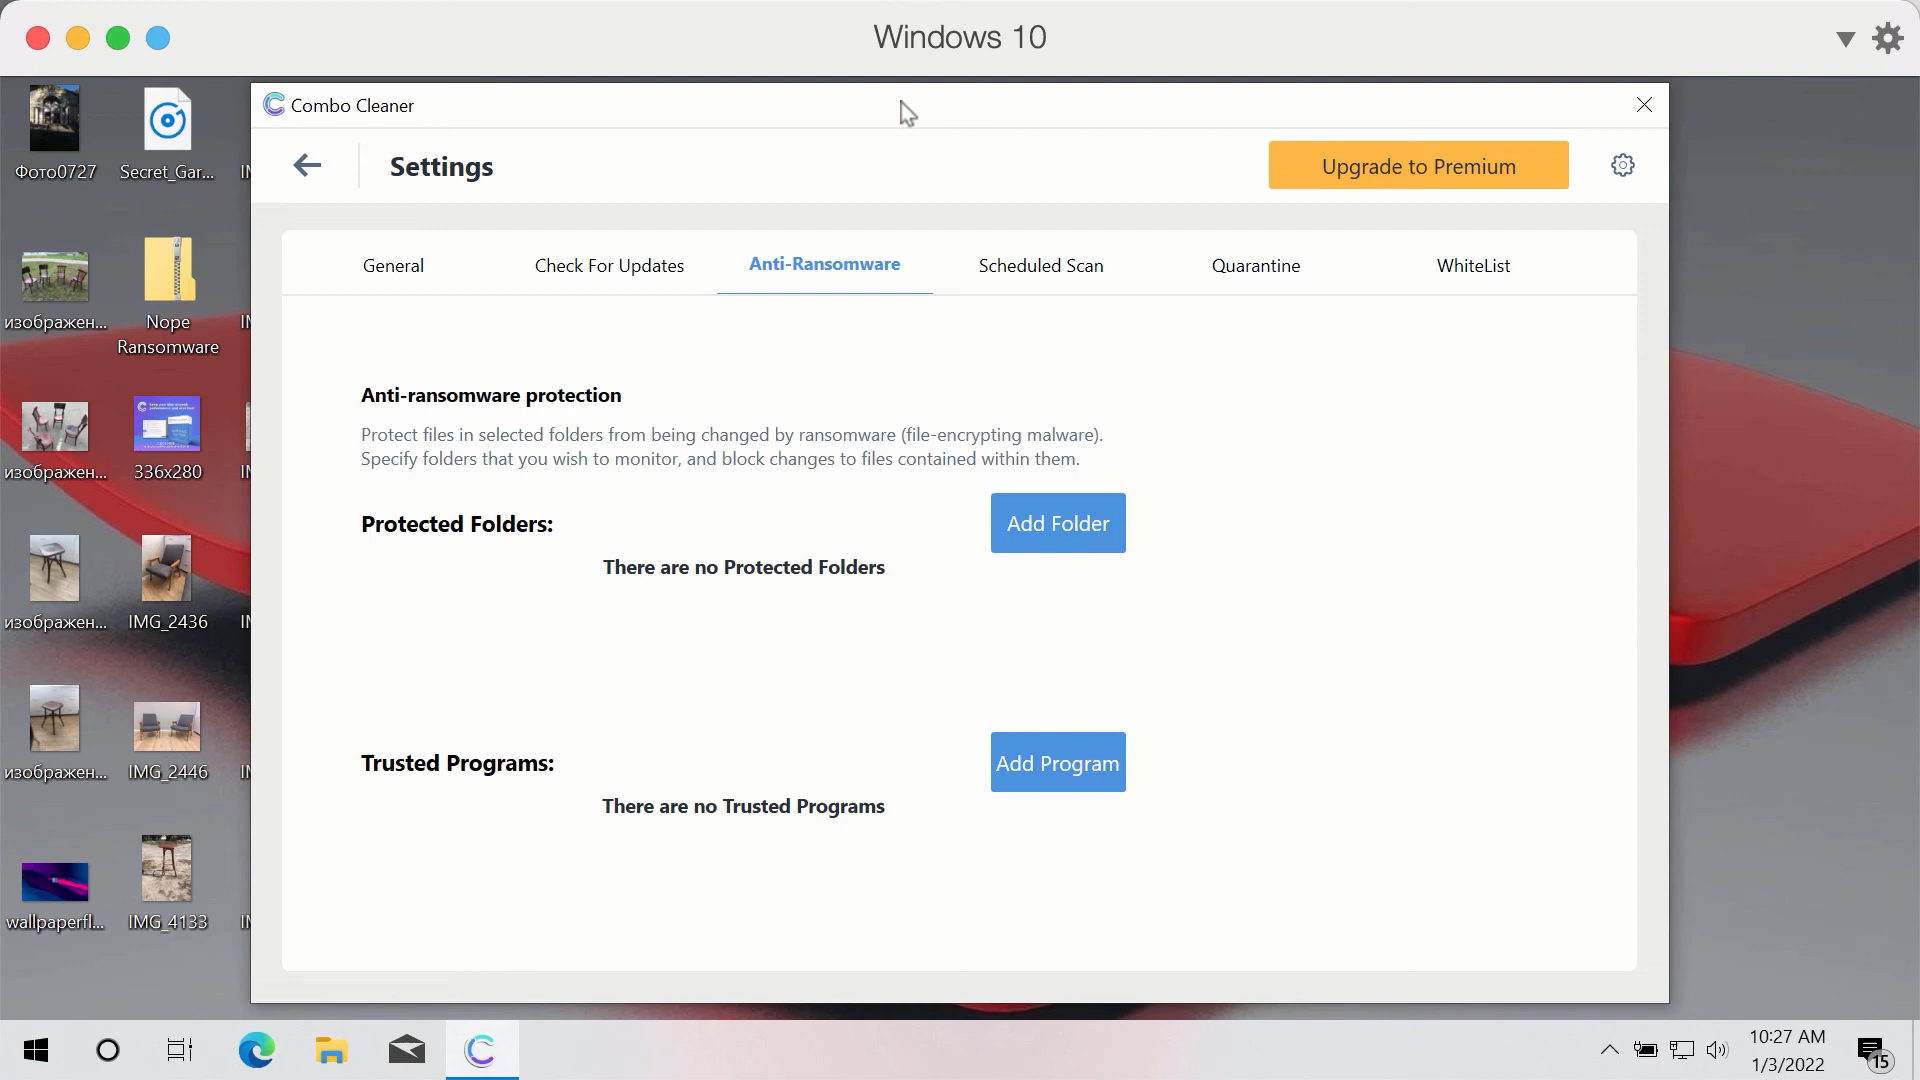 Windows 10
Combo Cleaner
Settings
Upgrade to Premium
General
Check For Updates
Anti-Ransomware
Scheduled Scan
Quarantine
WhiteList
Anti-ransomware protection
Protect files in selected folders from being changed by ransomware (file-encrypting malware).
Specify folders that you wish to monitor, and block changes to files contained within them.
Protected Folders:
Add Folder
There are no Protected Folders
Trusted Programs:
Add Program
There are no Trusted Programs
Фото0727
Secret_Gar...
изображен...
Nope
Ransomware
изображен...
336x280
изображен...
IMG_2436
изображен...
IMG_2446
wallpaperfl...
IMG_4133
10:27 AM
1/3/2022
15